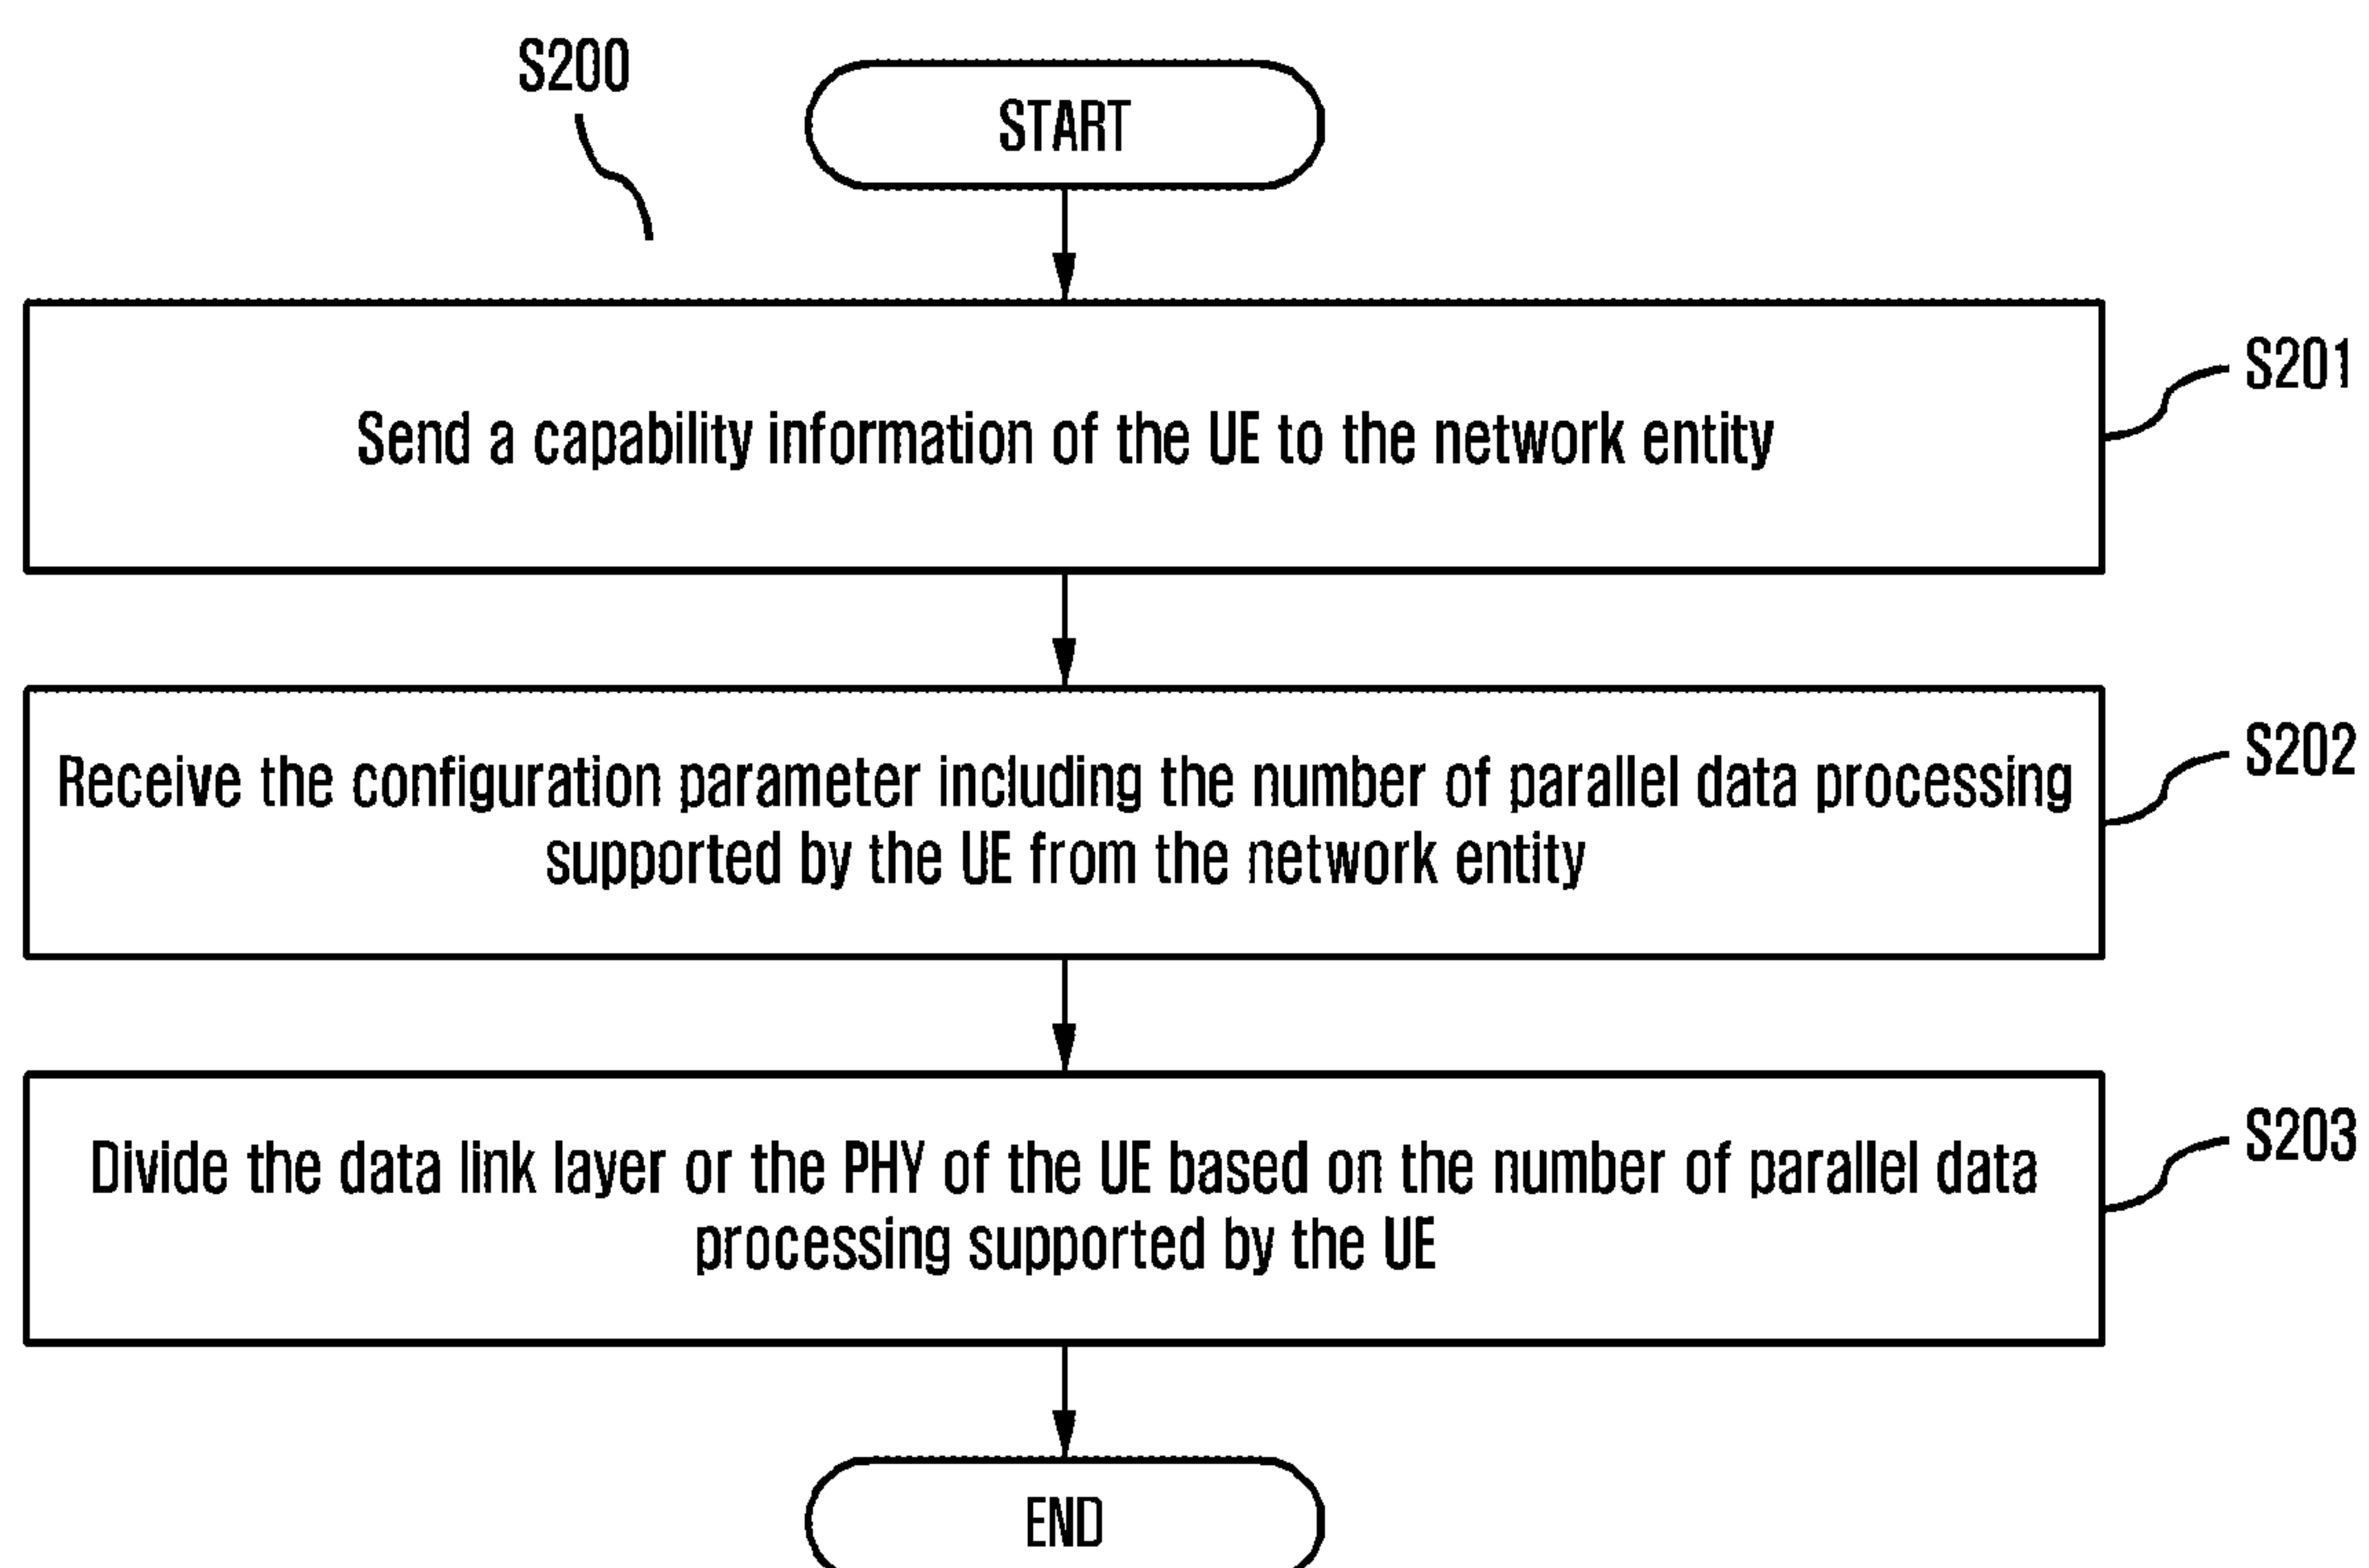 S200
START
Send a capability information of the UE to the network entity
S201
Receive the configuration parameter including the number of parallel data processing
supported by the UE from the network entity
S202
Divide the data link layer or the PHY of the UE based on the number of parallel data
processing supported by the UE
S203
END